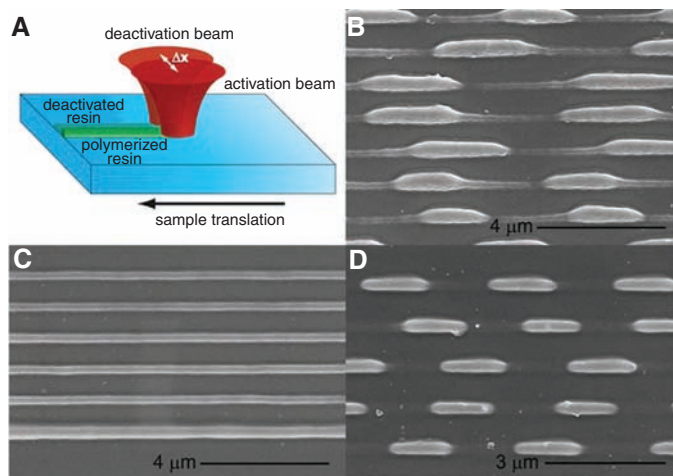 A
deactivation beam
Δx
activation beam
deactivated
resin
polymerized
resin
sample translation
B
4 μm
C
4 μm
D
3 μm